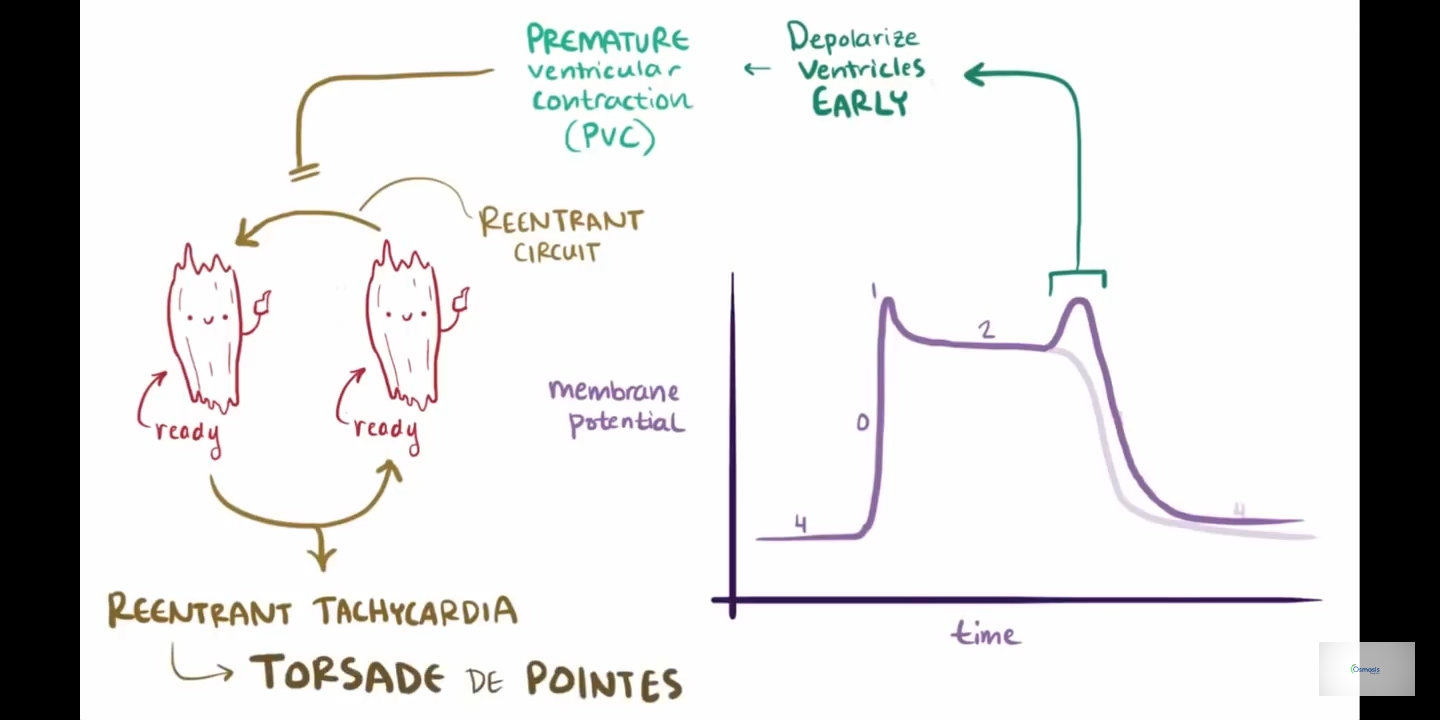 PREMATURE
ventricular
contraction
(PVC)
Depolarize
Ventricles
EARLY
REENTRANT
CIRCUIT
ready
ready
REENTRANT TACHYCARDIA
TORSADE DE POINTES
membrane
potential
4
0
1
2
4
time
Osmosis